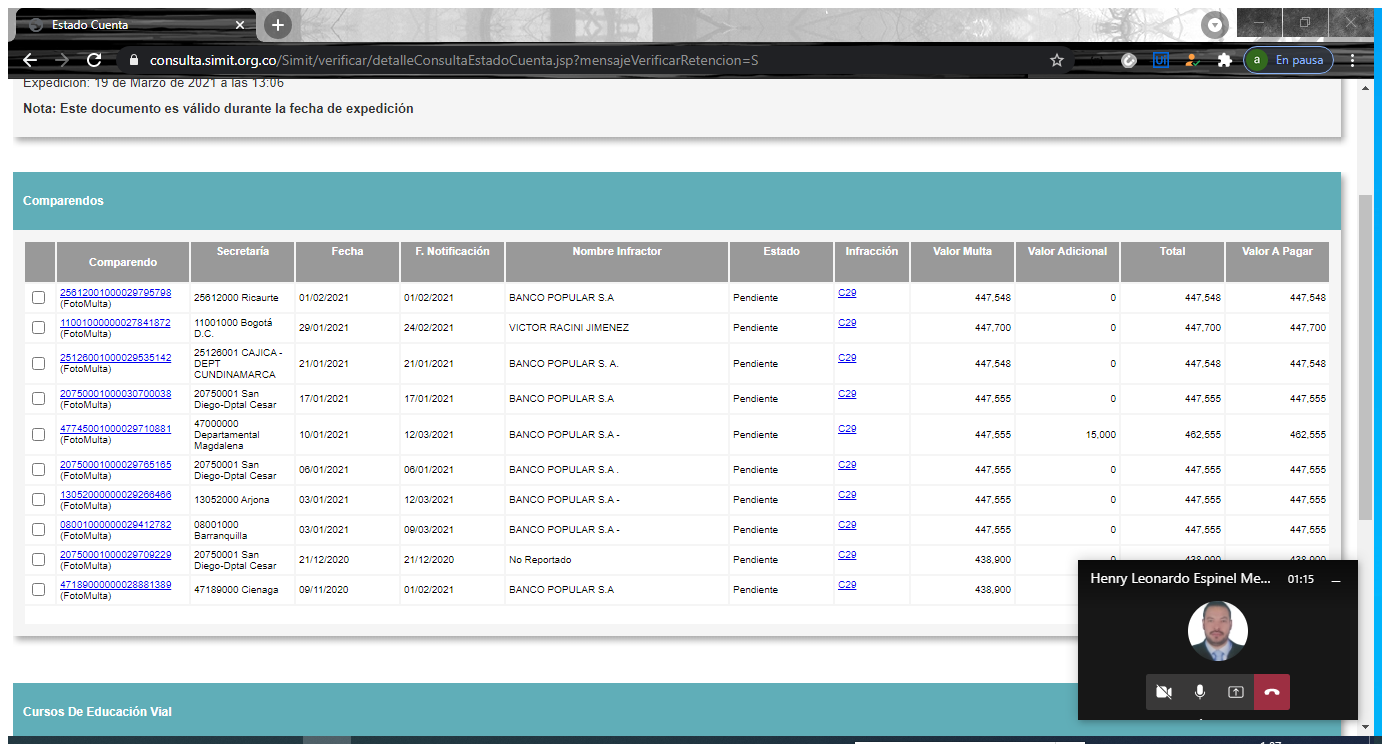 Estado Cuenta
consulta.simit.org.co/Simit/verificar/detalleConsultaEstadoCuenta.jsp?mensajeVerificarRetencion=S
a En pausa
Expedición: 19 de Marzo de 2021 a las 13:06
Nota: Este documento es válido durante la fecha de expedición
Comparendos
Comparendo Secretaría Fecha F. Notificación Nombre Infractor Estado Infracción Valor Multa Valor Adicional Total Valor A Pagar
25612001000029795798 (FotoMulta) 25612000 Ricaurte 01/02/2021 01/02/2021 BANCO POPULAR S.A Pendiente C29 447,548 0 447,548 447,548
11001000000027841872 (FotoMulta) 11001000 Bogotá D.C. 29/01/2021 24/02/2021 VICTOR RACINI JIMENEZ Pendiente C29 447,700 0 447,700 447,700
25126001000029535142 (FotoMulta) 25126001 CAJICA - DEPT CUNDINAMARCA 21/01/2021 21/01/2021 BANCO POPULAR S. A. Pendiente C29 447,548 0 447,548 447,548
20750001000030700038 (FotoMulta) 20750001 San Diego-Dptal Cesar 17/01/2021 17/01/2021 BANCO POPULAR S.A Pendiente C29 447,555 0 447,555 447,555
47745001000029710881 (FotoMulta) 47000000 Departamental Magdalena 10/01/2021 12/03/2021 BANCO POPULAR S.A - Pendiente C29 447,555 15,000 462,555 462,555
20750001000029765165 (FotoMulta) 20750001 San Diego-Dptal Cesar 06/01/2021 06/01/2021 BANCO POPULAR S.A . Pendiente C29 447,555 0 447,555 447,555
13052000000029266466 (FotoMulta) 13052000 Arjona 03/01/2021 12/03/2021 BANCO POPULAR S.A - Pendiente C29 447,555 0 447,555 447,555
08001000000029412782 (FotoMulta) 08001000 Barranquilla 03/01/2021 09/03/2021 BANCO POPULAR S.A - Pendiente C29 447,555 0 447,555 447,555
20750001000029709229 (FotoMulta) 20750001 San Diego-Dptal Cesar 21/12/2020 21/12/2020 No Reportado Pendiente C29 438,900 0 438,900 438,900
47189000000028881389 (FotoMulta) 47189000 Cienaga 09/11/2020 01/02/2021 BANCO POPULAR S.A Pendiente C29 438,900
Henry Leonardo Espinel Me... 01:15
Cursos De Educación Vial